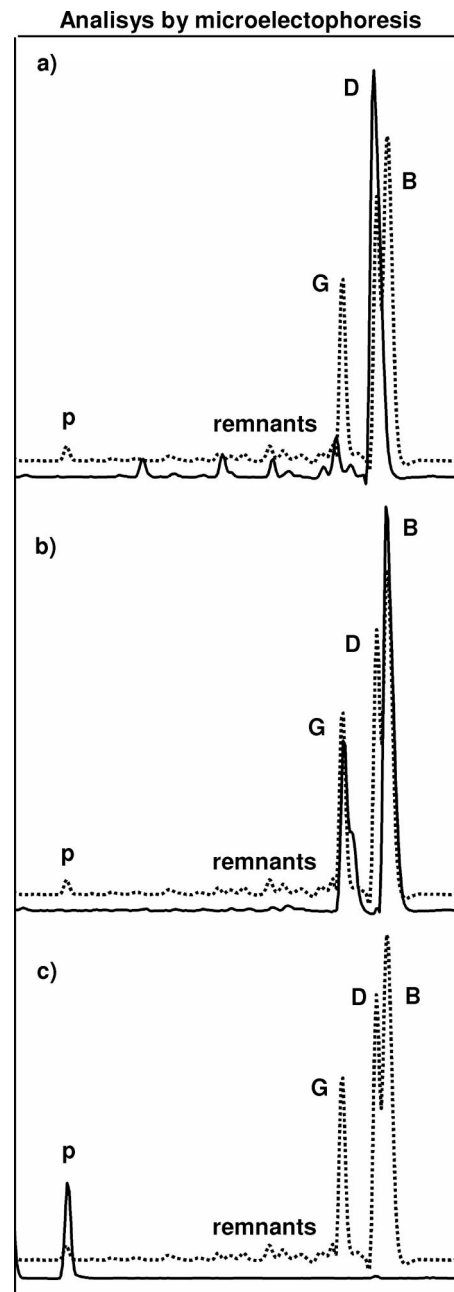 Analisys by microelectophoresis
a)
D
B
G
p
remnants
b)
B
D
G
p
remnants
c)
D B
G
p
remnants